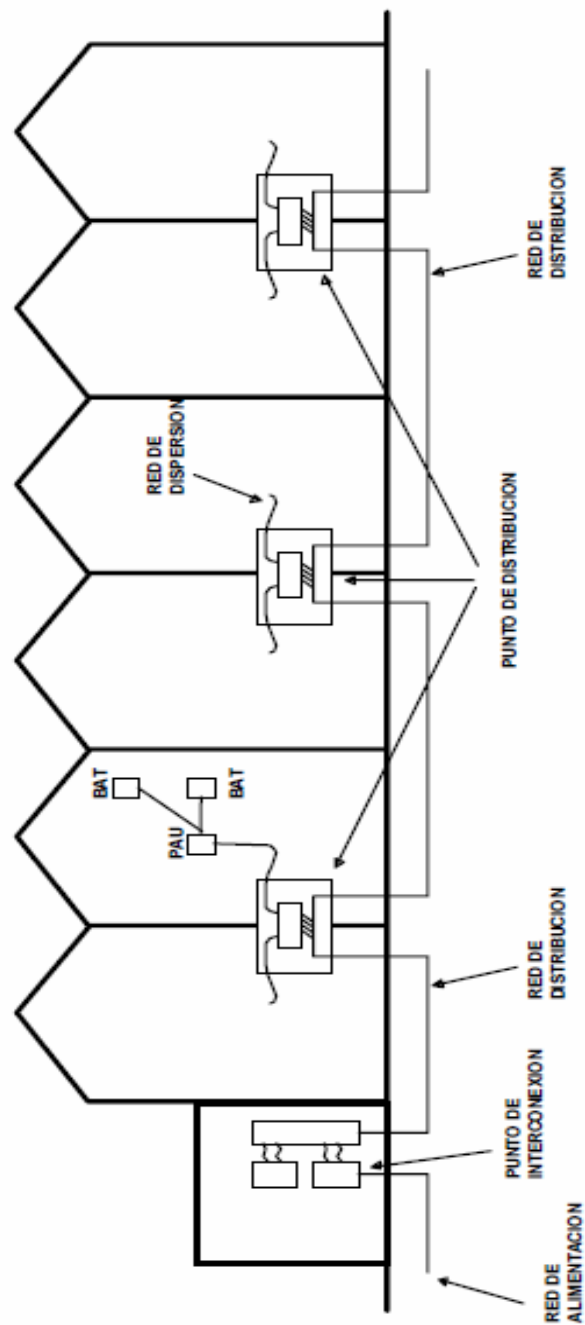 BAT
PAU
BAT
RED DE
DISPERSION
RED DE
ALIMENTACION
PUNTO DE
INTERCONEXION
RED DE
DISTRIBUCION
PUNTO DE DISTRIBUCION
RED DE
DISTRIBUCION